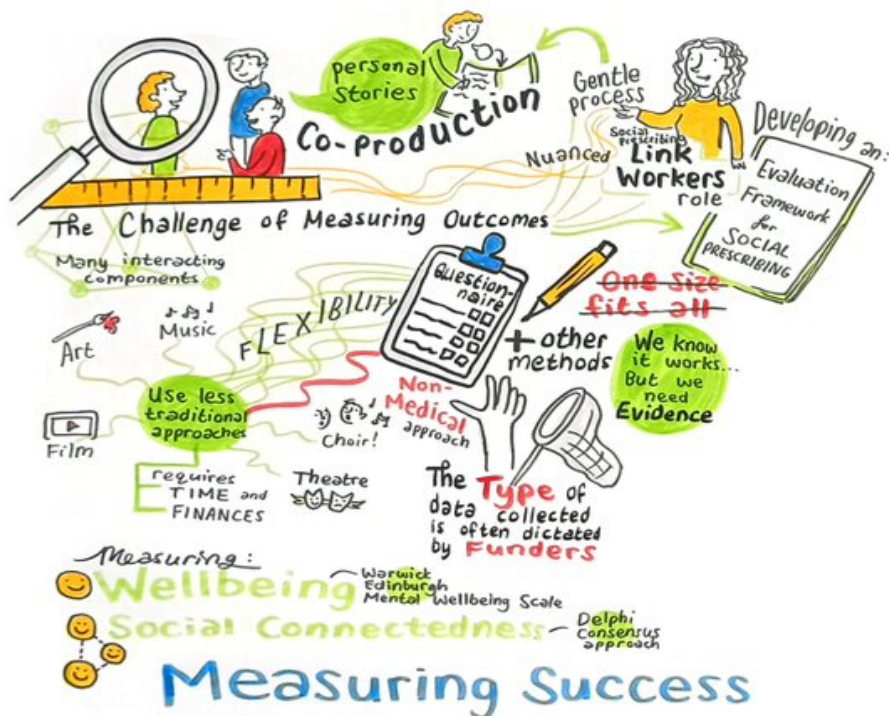 personal
Stories
Co-production
Gentle
process
Nuanced
Social
Prescribing
Link
Workers
role
Developing an:
Evaluation
Framework
for
SOCIAL
PRESCRIBING
The Challenge of Measuring Outcomes
Many interacting
components
Art
Music
FLEXIBILITY
Question-
naire
+ other
methods
One size
fits all
We know
it works...
But we
need
Evidence
Use less
traditional
approaches
Film
Choir!
Non-
Medical
approach
requires
TIME and
FINANCES
Theatre
The Type of
data collected
is often dictated
by Funders
Measuring:
Wellbeing
Warwick
Edinburgh
Mental Wellbeing Scale
Social Connectedness
Delphi
Consensus
approach
Measuring Success